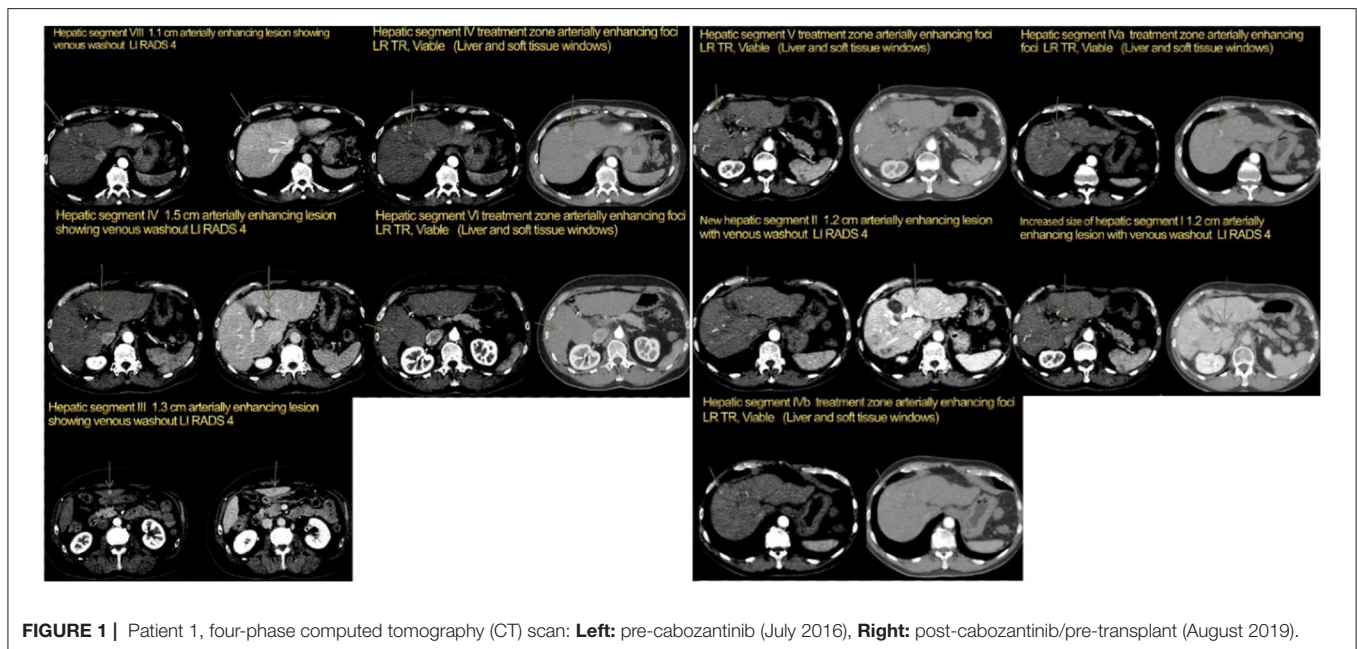 Hepatic segment VIII 1.1 cm arterially enhancing lesion showing
venous washout LI RADS 4
Hepatic segment IV treatment zone arterially enhancing foci
LR TR, Viable (Liver and soft tissue windows)
Hepatic segment V treatment zone arterially enhancing foci
LR TR, Viable (Liver and soft tissue windows)
Hepatic segment IVa treatment zone arterially enhancing
foci LR TR, Viable (Liver and soft tissue windows)
Hepatic segment IV 1.5 cm arterially enhancing lesion
showing venous washout LI RADS 4
Hepatic segment VI treatment zone arterially enhancing foci
LR TR, Viable (Liver and soft tissue windows)
New hepatic segment II 1.2 cm arterially enhancing lesion
with venous washout LI RADS 4
Increased size of hepatic segment I 1.2 cm arterially
enhancing lesion with venous washout LI RADS 4
Hepatic segment III 1.3 cm arterially enhancing lesion
showing venous washout LI RADS 4
Hepatic segment IVb treatment zone arterially enhancing foci
LR TR, Viable (Liver and soft tissue windows)
FIGURE 1 | Patient 1, four-phase computed tomography (CT) scan: Left: pre-cabozantinib (July 2016), Right: post-cabozantinib/pre-transplant (August 2019).